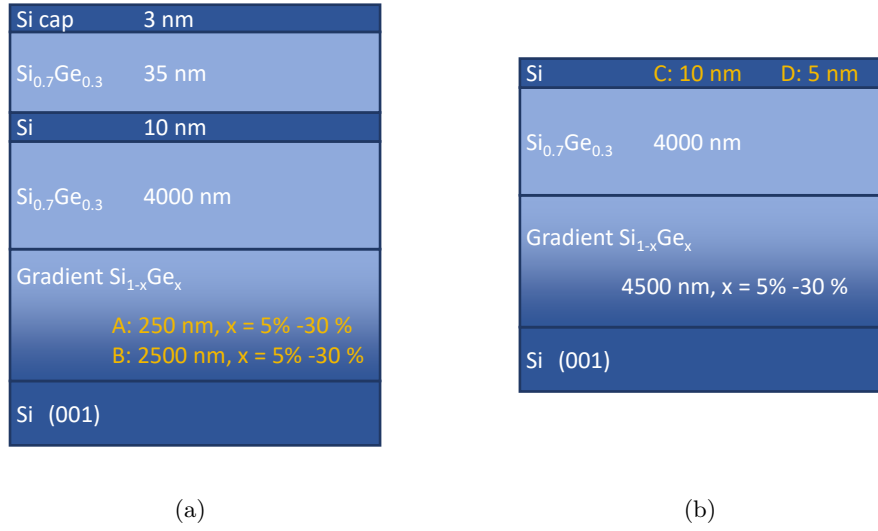 Si cap 3 nm
Si0.7Ge0.3 35 nm
Si 10 nm
Si0.7Ge0.3 4000 nm
Gradient Si1-xGex
A: 250 nm, x = 5% -30 %
B: 2500 nm, x = 5% -30 %
Si (001)
(a)
Si C: 10 nm D: 5 nm
Si0.7Ge0.3 4000 nm
Gradient Si1-xGex
4500 nm, x = 5% -30 %
Si (001)
(b)